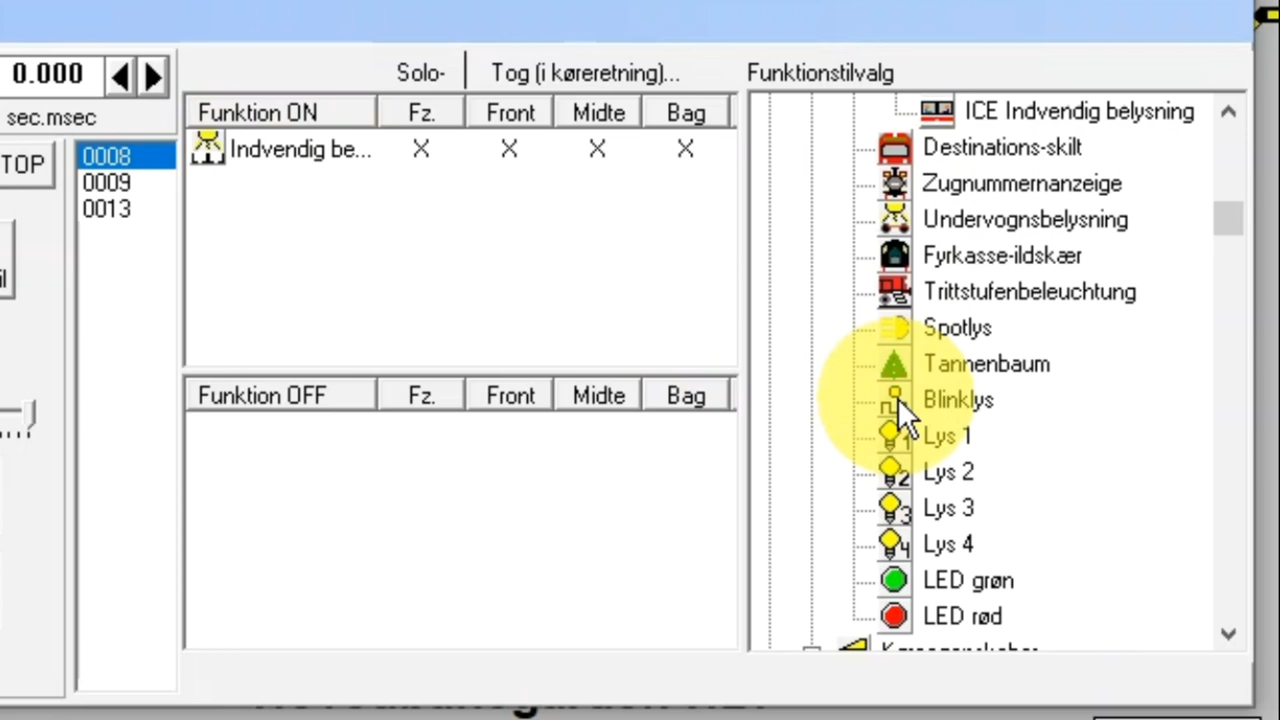 0.000
sec.msec
TOP
il
0008
0009
0013
Solo-
Tog (i køreretning)...
Funktion ON Fz. Front Midte Bag
Indvendig be... X X X X
Funktion OFF Fz. Front Midte Bag
Funktionstilvalg
ICE Indvendig belysning
Destinations-skilt
Zugnummernanzeige
Undervognsbelysning
Fyrkasse-ildskær
Trittstufenbeleuchtung
Spotlys
Tannenbaum
Blinklys
Lys 1
Lys 2
Lys 3
Lys 4
LED grøn
LED rød